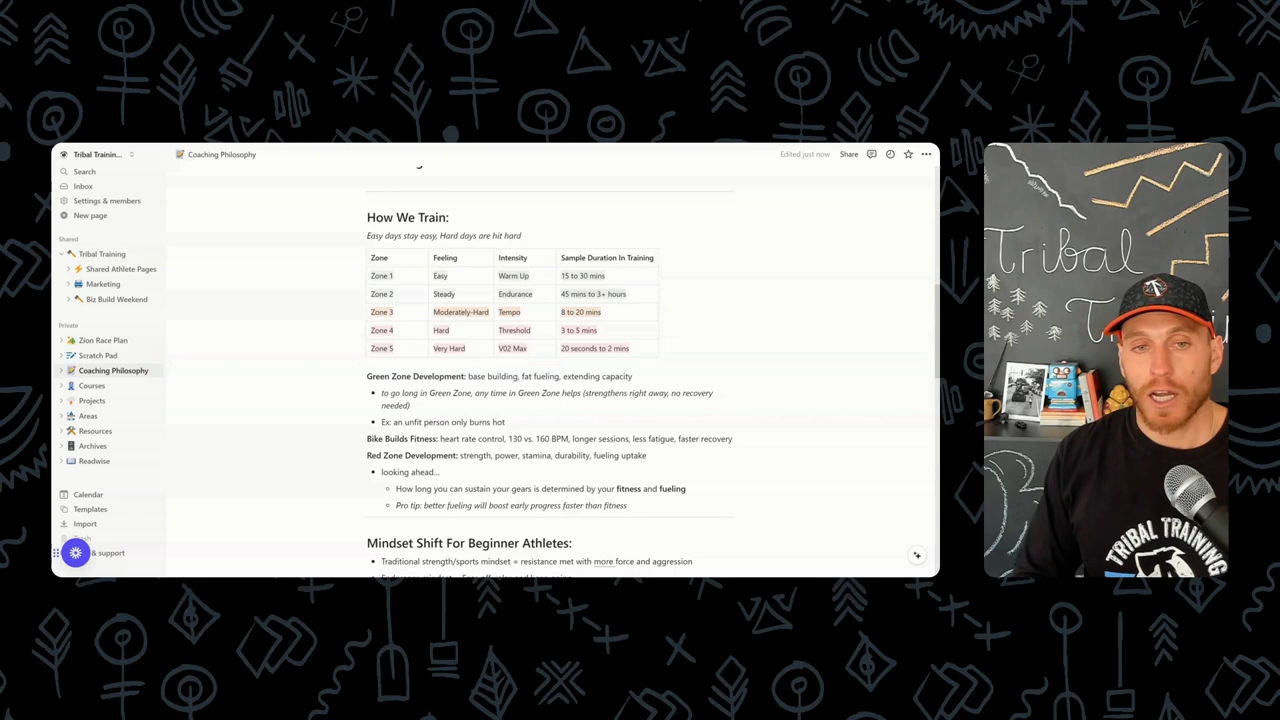 Tribal Trainin...
Coaching Philosophy
Edited just now
Share
Search
Inbox
Settings & members
New page
Shared
Tribal Training
Shared Athlete Pages
Marketing
Biz Build Weekend
Private
Zion Race Plan
Scratch Pad
Coaching Philosophy
Courses
Projects
Areas
Resources
Archives
Readwise
Calendar
Templates
Import
Trash
& support
How We Train:
Easy days stay easy, Hard days are hit hard
Zone Feeling Intensity Sample Duration In Training
Zone 1 Easy Warm Up 15 to 30 mins
Zone 2 Steady Endurance 45 mins to 3+ hours
Zone 3 Moderately-Hard Tempo 8 to 20 mins
Zone 4 Hard Threshold 3 to 5 mins
Zone 5 Very Hard V02 Max 20 seconds to 2 mins
Green Zone Development: base building, fat fueling, extending capacity
to go long in Green Zone, any time in Green Zone helps (strengthens right away, no recovery
needed)
Ex: an unfit person only burns hot
Bike Builds Fitness: heart rate control, 130 vs. 160 BPM, longer sessions, less fatigue, faster recovery
Red Zone Development: strength, power, stamina, durability, fueling uptake
looking ahead...
How long you can sustain your gears is determined by your fitness and fueling
Pro tip: better fueling will boost early progress faster than fitness
Mindset Shift For Beginner Athletes:
Traditional strength/sports mindset = resistance met with more force and aggression
Tribal
TRIBAL TRAINING